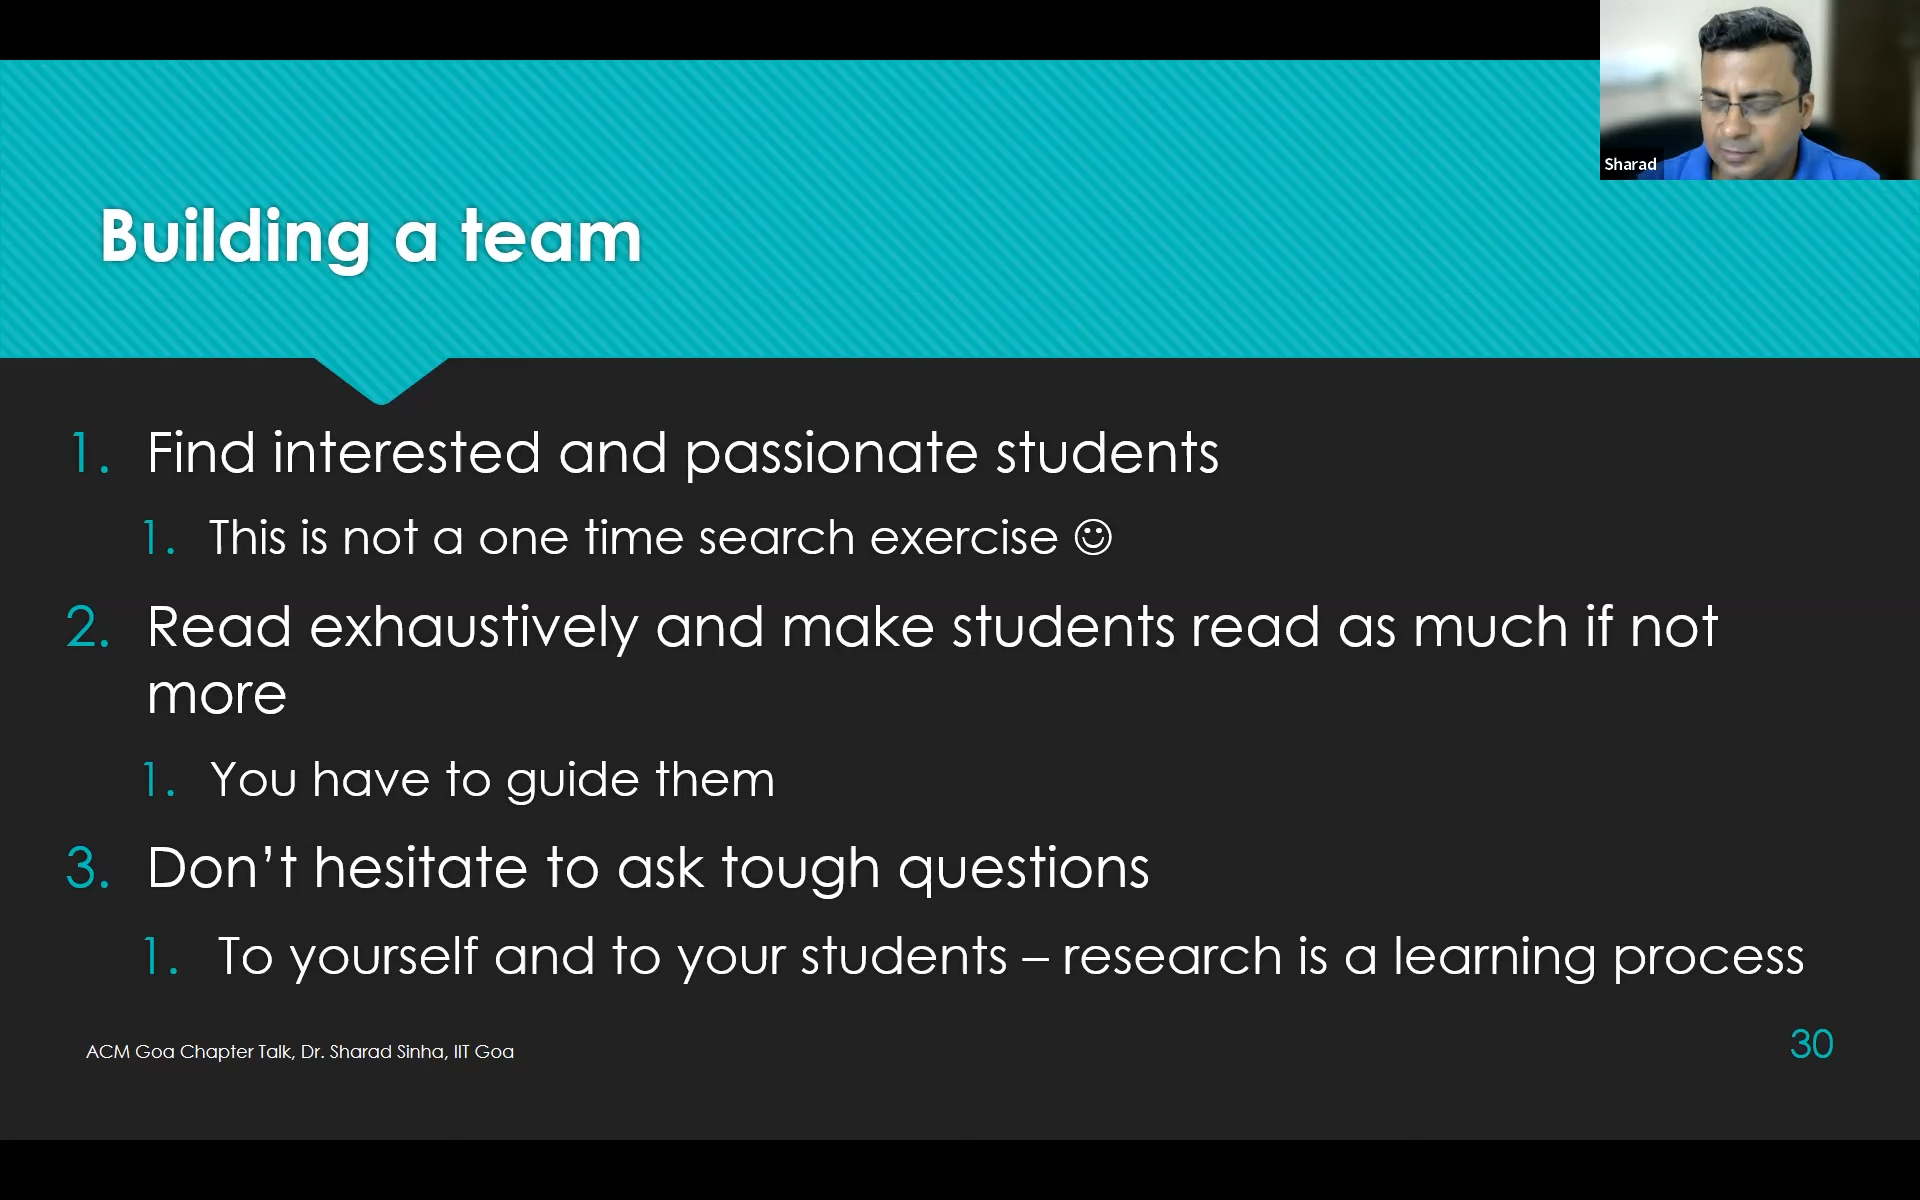 Sharad
Building a team
1. Find interested and passionate students
1. This is not a one time search exercise ☺
2. Read exhaustively and make students read as much if not
more
1. You have to guide them
3. Don’t hesitate to ask tough questions
1. To yourself and to your students – research is a learning process
ACM Goa Chapter Talk, Dr. Sharad Sinha, IIT Goa
30